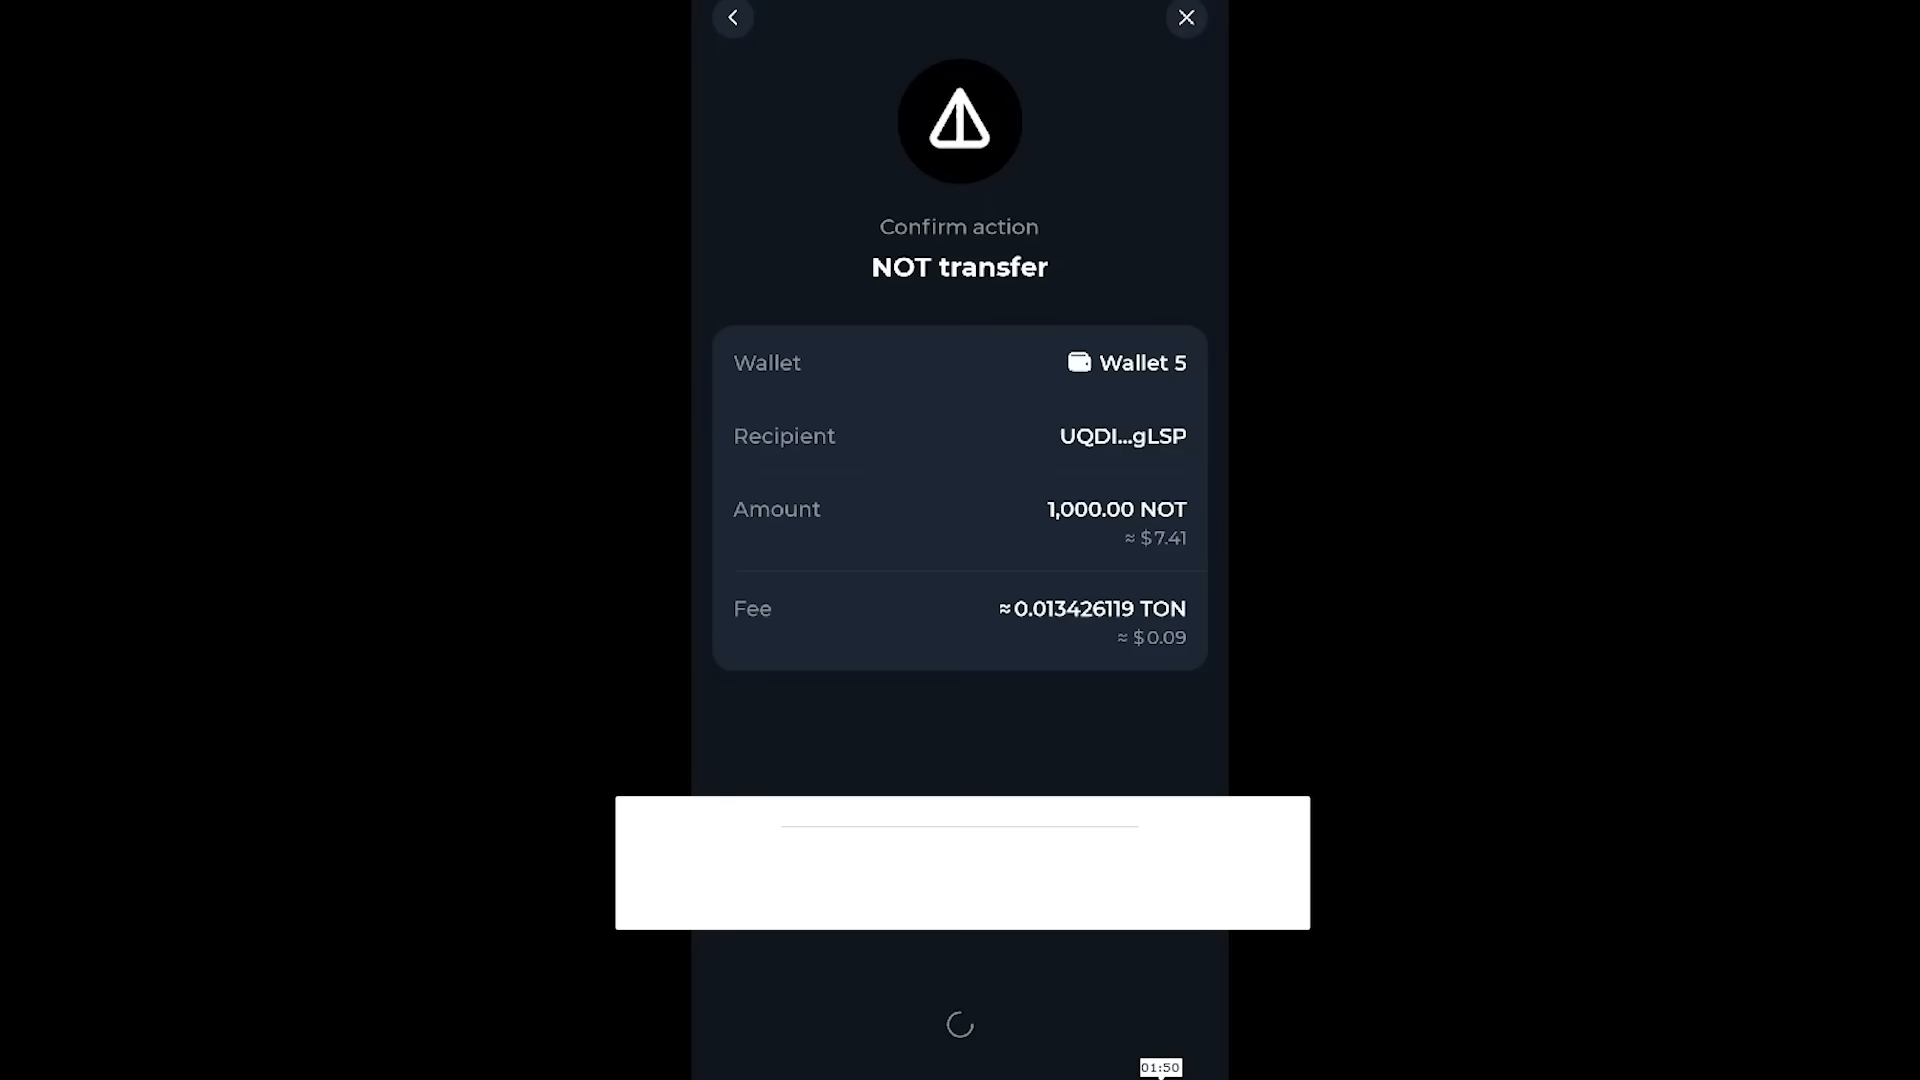 Confirm action
NOT transfer
Wallet Wallet 5
Recipient UQDI...gLSP
Amount 1,000.00 NOT
≈ $7.41
Fee ≈ 0.013426119 TON
≈ $0.09
01:50